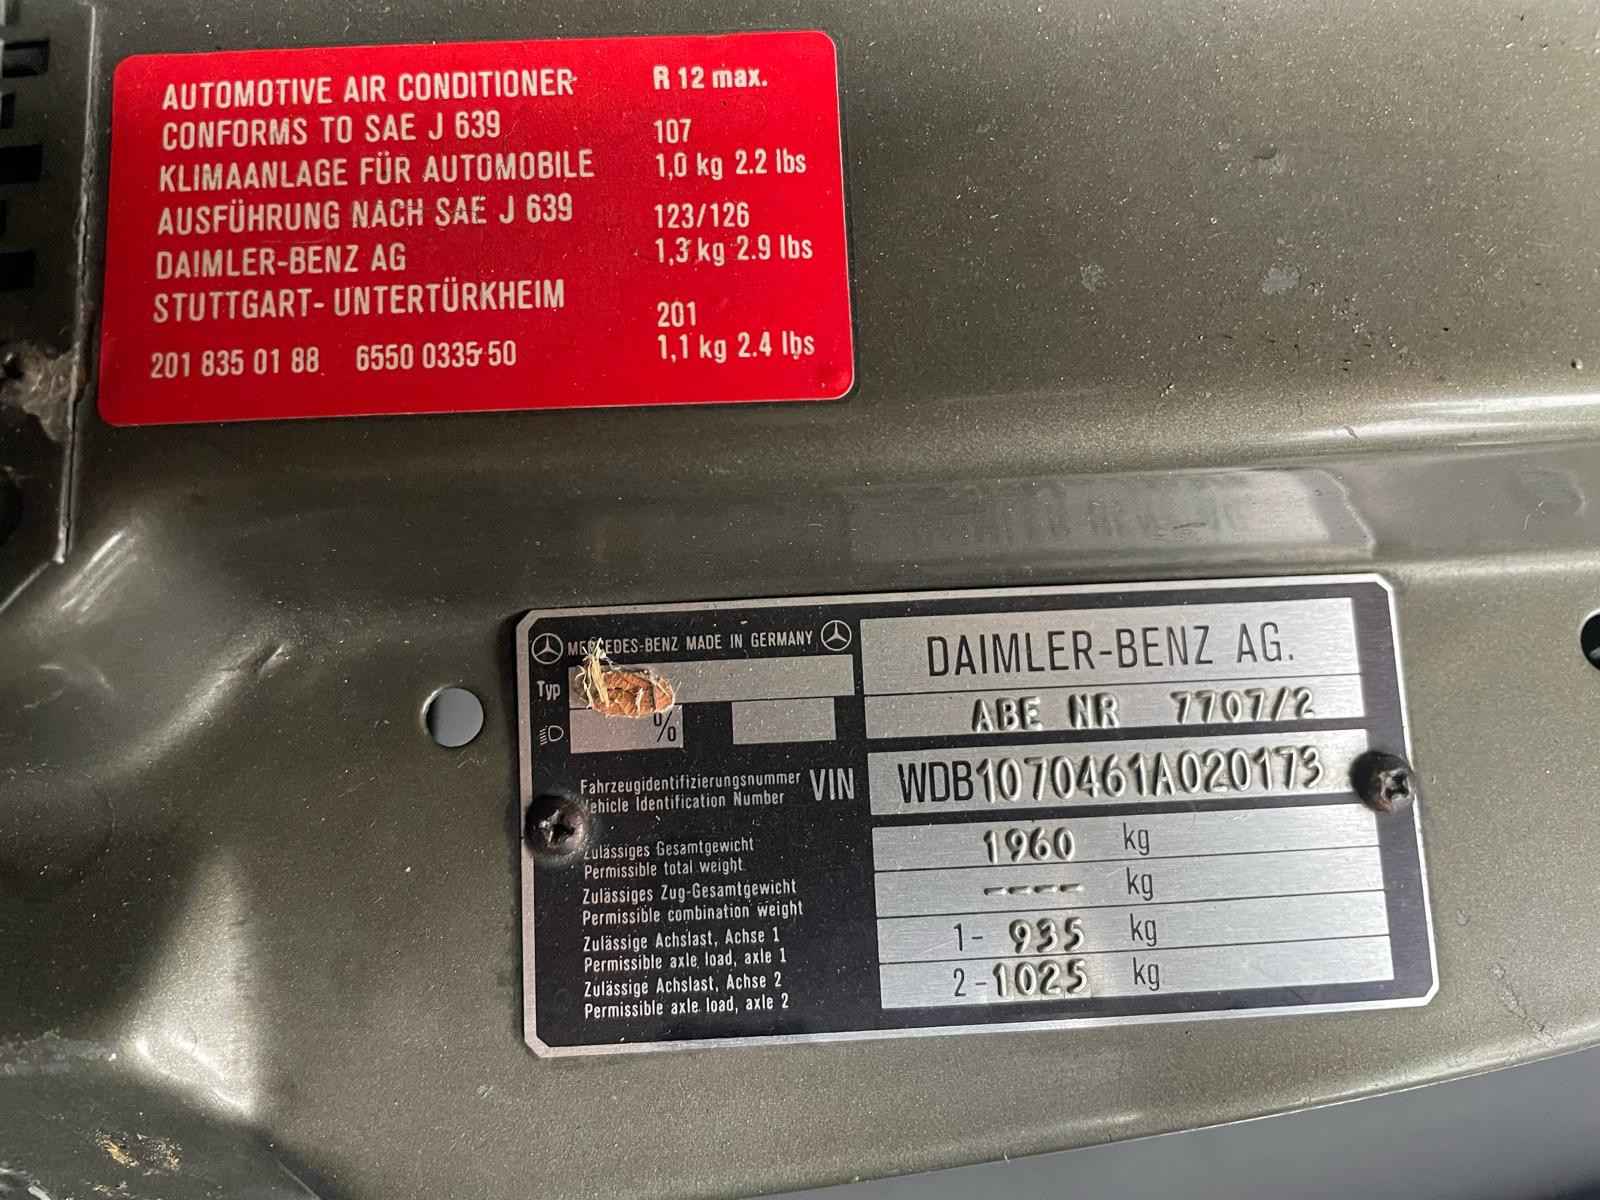 AUTOMOTIVE AIR CONDITIONER
CONFORMS TO SAE J 639
KLIMAANLAGE FÜR AUTOMOBILE
AUSFÜHRUNG NACH SAE J 639
DAIMLER-BENZ AG
STUTTGART- UNTERTÜRKHEIM
201 835 01 88 6550 0335 50
R 12 max.
107
1,0 kg 2.2 lbs
123/126
1,3 kg 2.9 lbs
201
1,1 kg 2.4 lbs
MERCEDES-BENZ MADE IN GERMANY
DAIMLER-BENZ AG.
Typ
ABE NR 7707/2
%
Fahrzeugidentifizierungsnummer
Vehicle Identification Number
VIN
WDB1070461A020173
Zulässiges Gesamtgewicht
Permissible total weight
1960 kg
Zulässiges Zug-Gesamtgewicht
Permissible combination weight
---- kg
Zulässige Achslast, Achse 1
Permissible axle load, axle 1
1- 935 kg
Zulässige Achslast, Achse 2
Permissible axle load, axle 2
2 -1025 kg